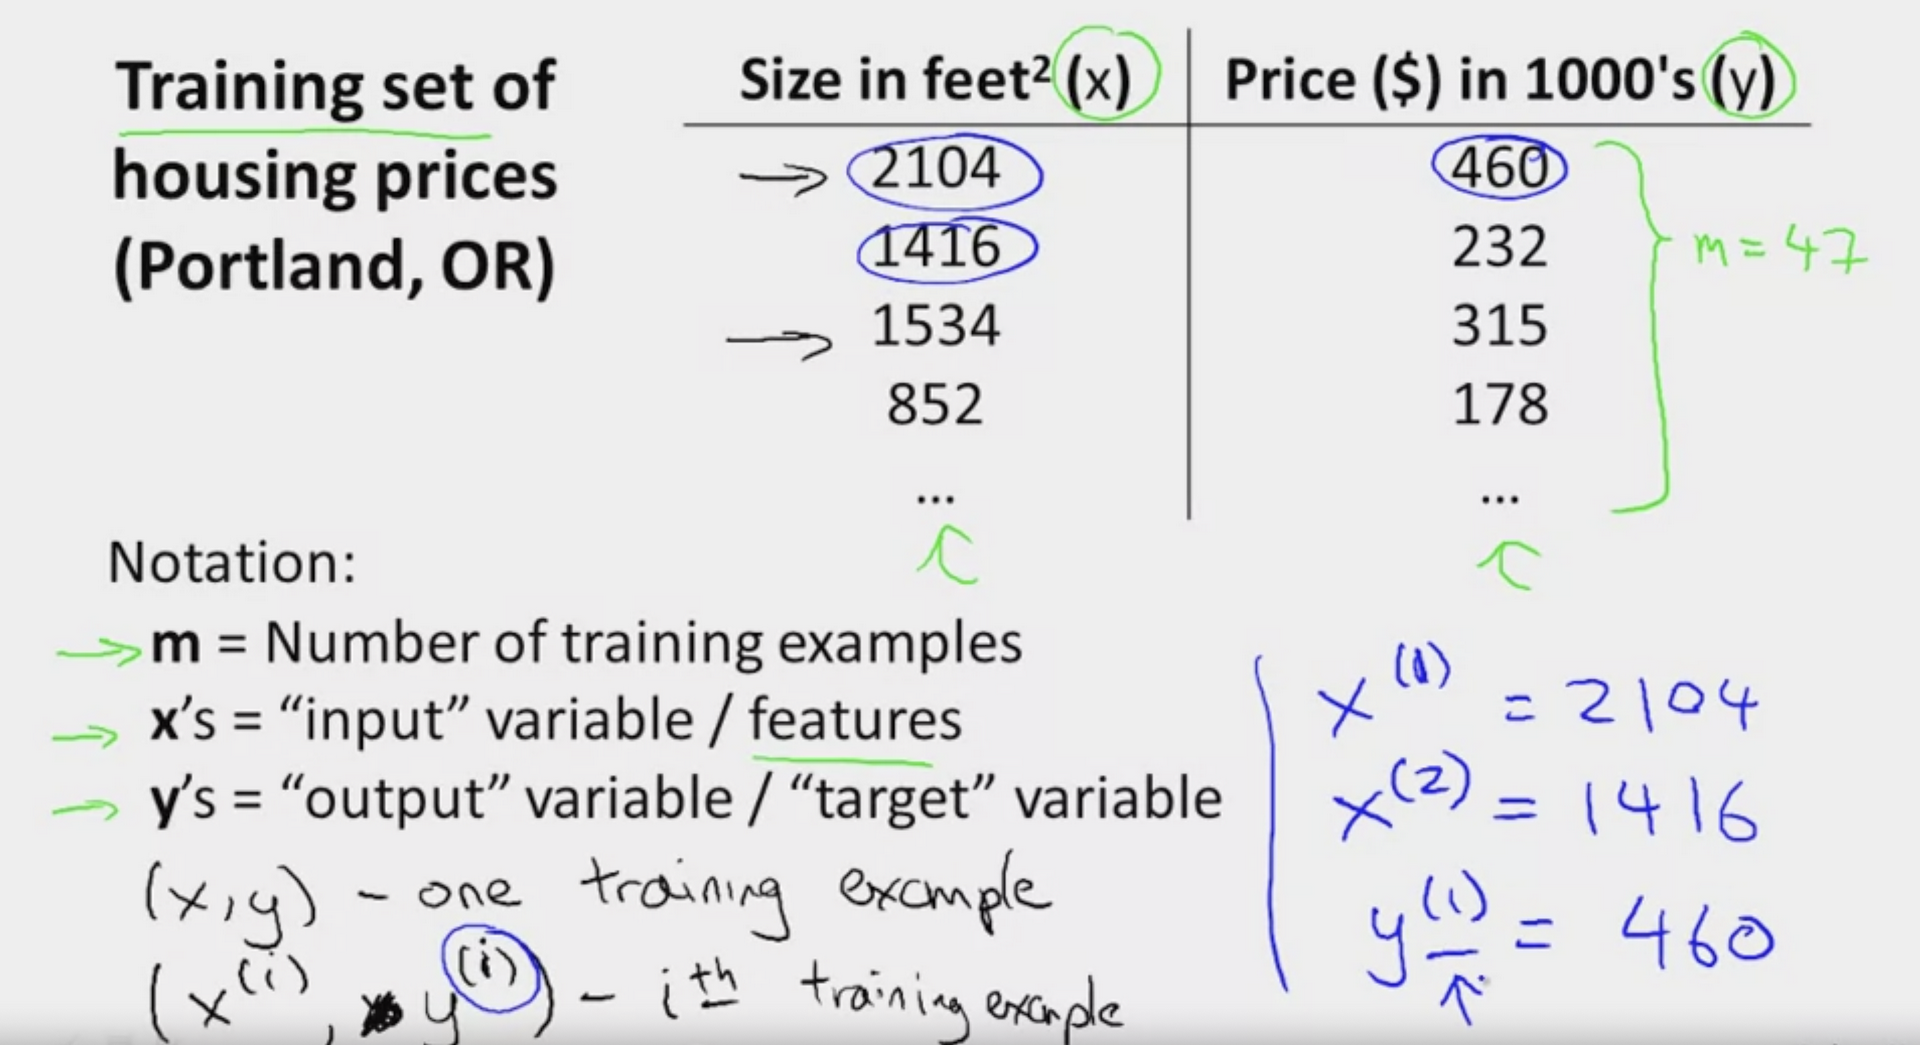 Training set of
housing prices
(Portland, OR)
Size in feet² (x) Price ($) in 1000's (y)
2104 460
1416 232
1534 315
852 178
... ...
m = 47
Notation:
m = Number of training examples
x's = “input” variable / features
y's = “output” variable / “target” variable
(x,y) - one training example
(x^(i), y^(i)) - i^th training example
x^(1) = 2104
x^(2) = 1416
y^(1) = 460